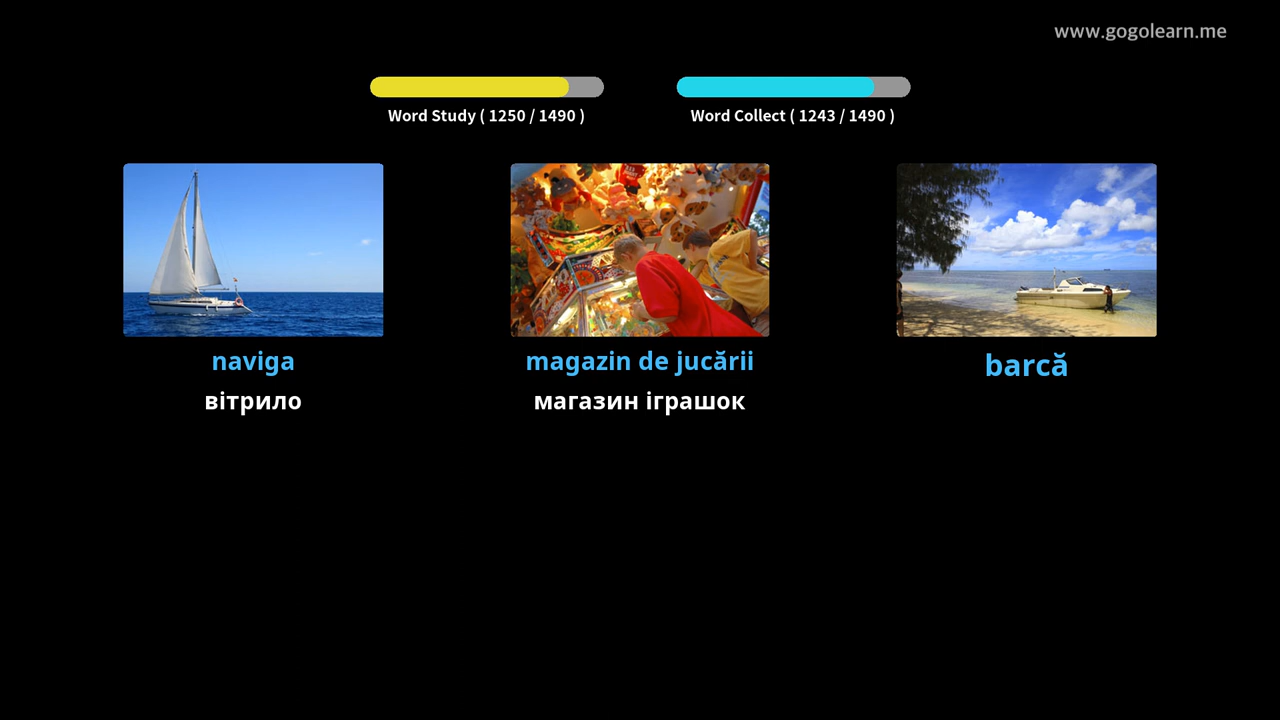 www.gogolearn.me
Word Study ( 1250 / 1490 )
Word Collect ( 1243 / 1490 )
naviga
вітрило
magazin de jucării
магазин іграшок
barcă